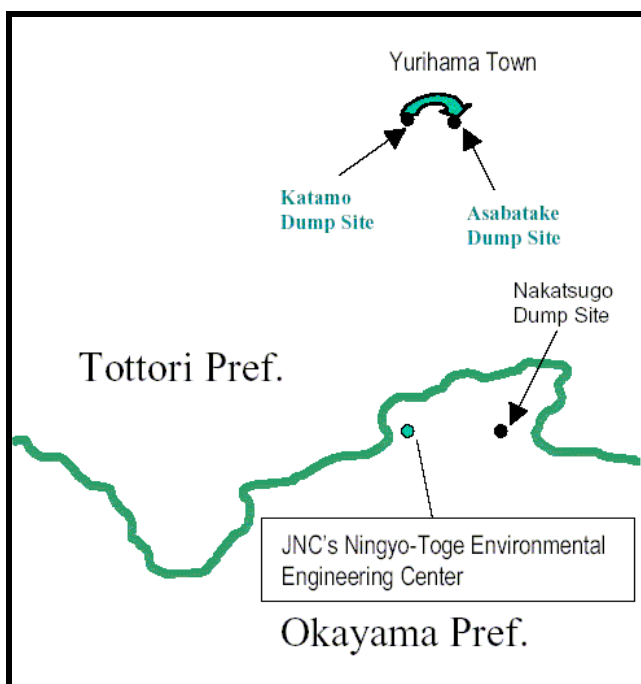 Yurihama Town
Katamo
Dump Site
Asabatake
Dump Site
Nakatsugo
Dump Site
Tottori Pref.
JNC's Ningyo-Toge Environmental
Engineering Center
Okayama Pref.